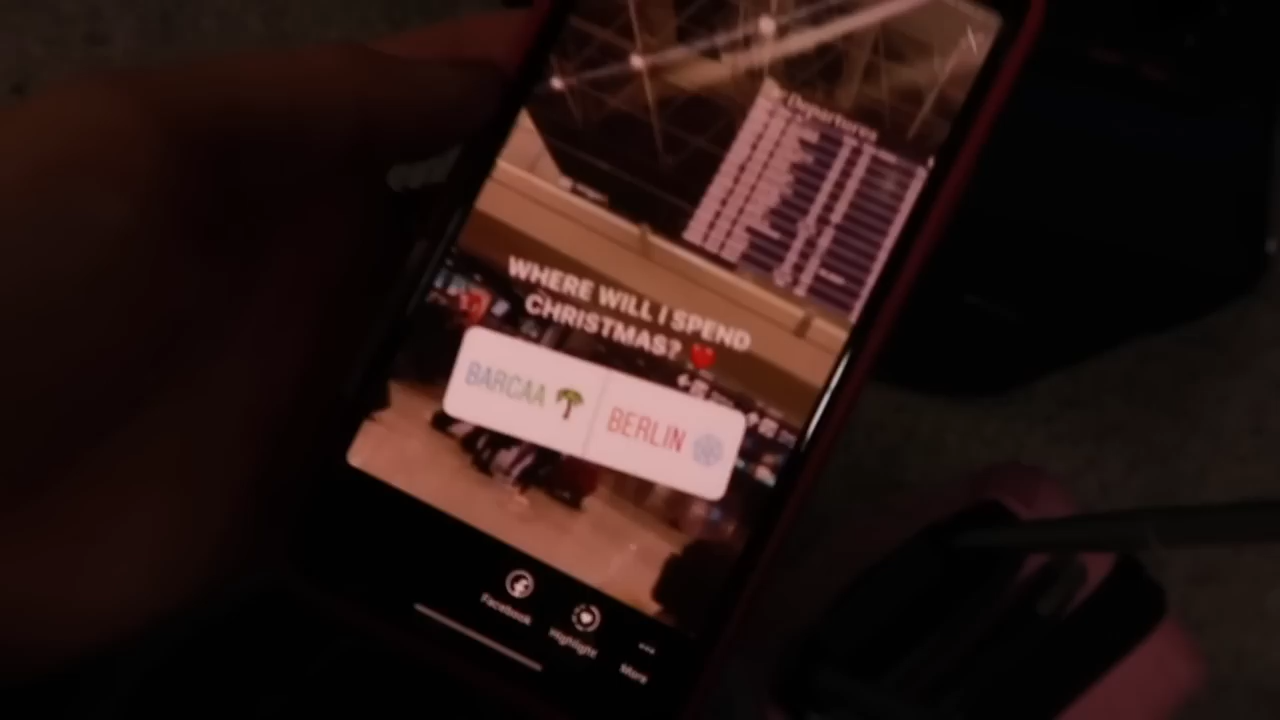 Departures
WHERE WILL I SPEND
CHRISTMAS? ❤️
BARCAA 🌴
BERLIN ❄️
Facebook
Highlight
More